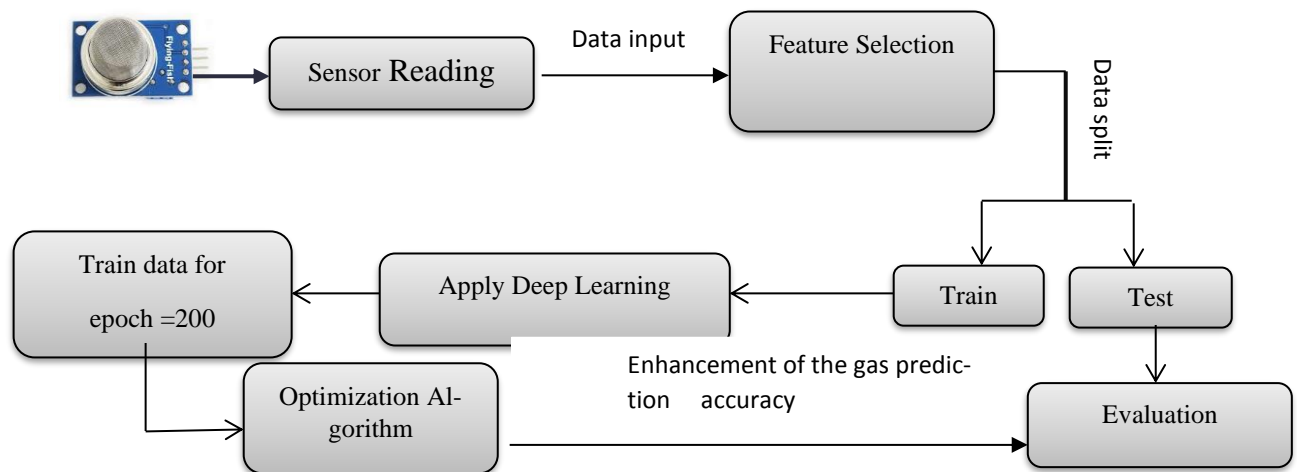 Flying-Fish
Sensor Reading
Data input
Feature Selection
Data split
Train data for
epoch =200
Apply Deep Learning
Train
Test
Optimization Al-
gorithm
Enhancement of the gas predic-
tion accuracy
Evaluation